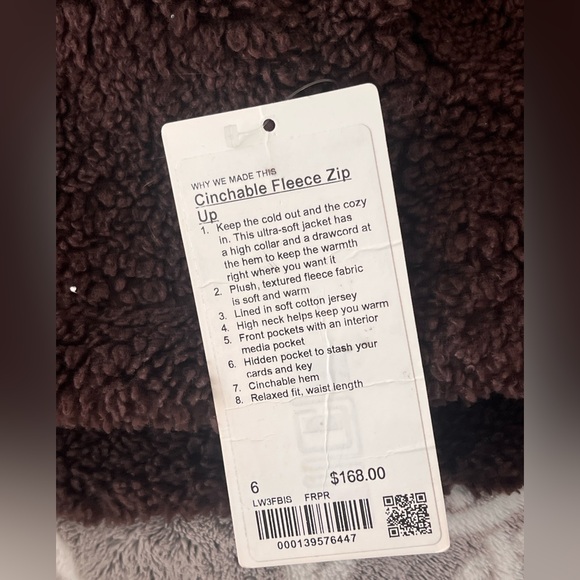 WHY WE MADE THIS
Cinchable Fleece Zip
Up
1. Keep the cold out and the cozy
in. This ultra-soft jacket has
a high collar and a drawcord at
the hem to keep the warmth
right where you want it
2. Plush, textured fleece fabric
is soft and warm
3. Lined in soft cotton jersey
4. High neck helps keep you warm
5. Front pockets with an interior
media pocket
6. Hidden pocket to stash your
cards and key
7. Cinchable hem
8. Relaxed fit, waist length
6 $168.00
LW3FBIS FRPR
000139576447